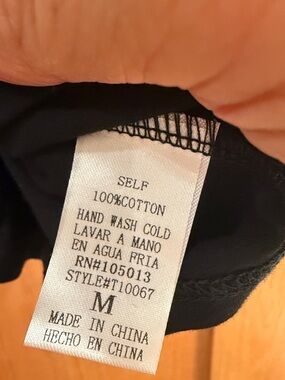 SELF
100%COTTON
HAND WASH COLD
LAVAR A MANO
EN AGUA FRIA
RN#105013
STYLE#T10067
M
MADE IN CHINA
HECHO EN CHINA